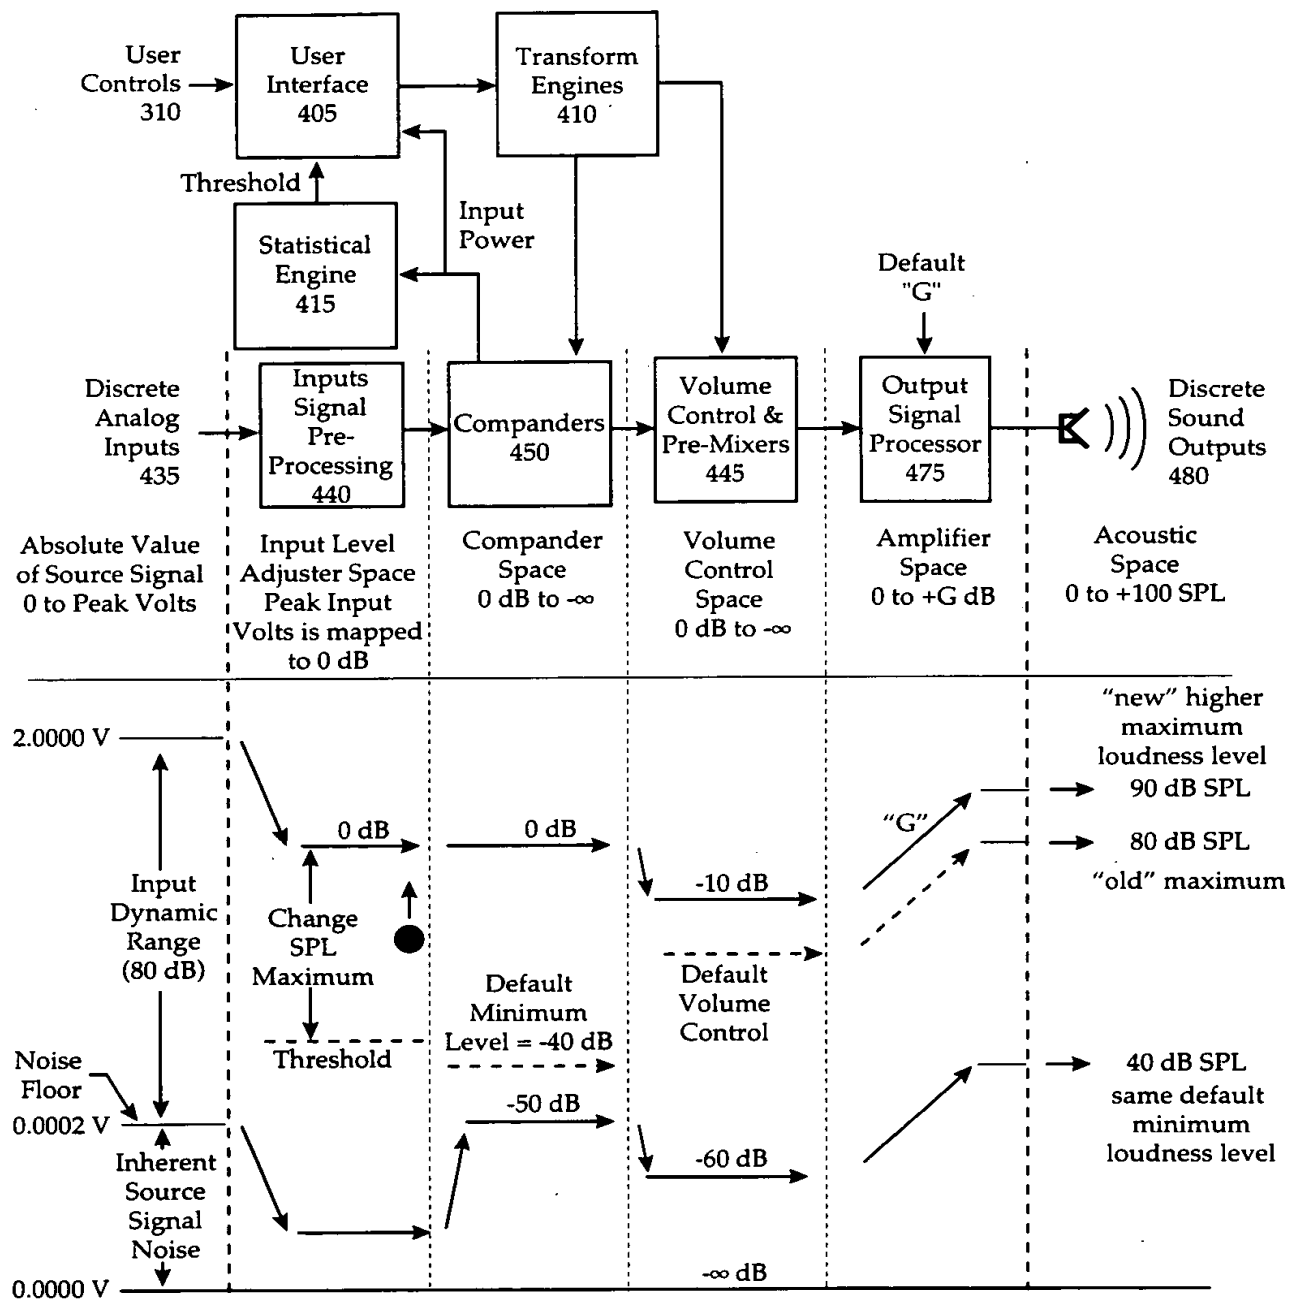 User
Controls
310
User
Interface
405
Transform
Engines
410
Threshold
Input
Power
Statistical
Engine
415
Default
"G"
Discrete
Analog
Inputs
435
Inputs
Signal
Pre-
Processing
440
Companders
450
Volume
Control &
Pre-Mixers
445
Output
Signal
Processor
475
Discrete
Sound
Outputs
480
Absolute Value
of Source Signal
0 to Peak Volts
Input Level
Adjuster Space
Peak Input
Volts is mapped
to 0 dB
Compander
Space
0 dB to -∞
Volume
Control
Space
0 dB to -∞
Amplifier
Space
0 to +G dB
Acoustic
Space
0 to +100 SPL
2.0000 V
Input
Dynamic
Range
(80 dB)
Noise
Floor
0.0002 V
Inherent
Source
Signal
Noise
0.0000 V
0 dB
Change
SPL
Maximum
Threshold
0 dB
Default
Minimum
Level = -40 dB
-50 dB
-10 dB
Default
Volume
Control
-60 dB
-∞ dB
“G”
“new” higher
maximum
loudness level
90 dB SPL
80 dB SPL
“old” maximum
40 dB SPL
same default
minimum
loudness level